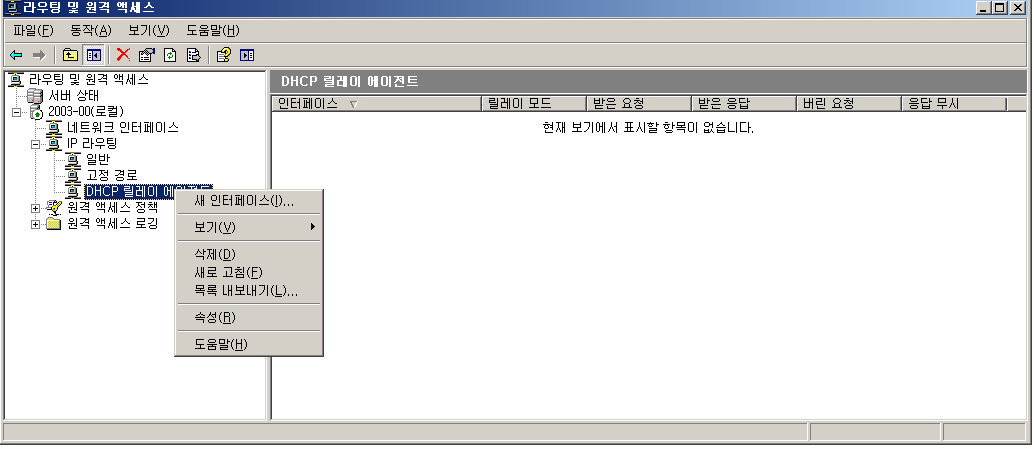 라우팅 및 원격 액세스
파일(F) 동작(A) 보기(V) 도움말(H)
라우팅 및 원격 액세스
서버 상태
2003-00(로컬)
네트워크 인터페이스
IP 라우팅
일반
고정 경로
DHCP 릴레이 에이전트
원격 액세스 정책
원격 액세스 로깅
새 인터페이스(I)...
보기(V)
삭제(D)
새로 고침(F)
목록 내보내기(L)...
속성(R)
도움말(H)
DHCP 릴레이 에이전트
인터페이스 릴레이 모드 받은 요청 받은 응답 버린 요청 응답 무시
현재 보기에서 표시할 항목이 없습니다.